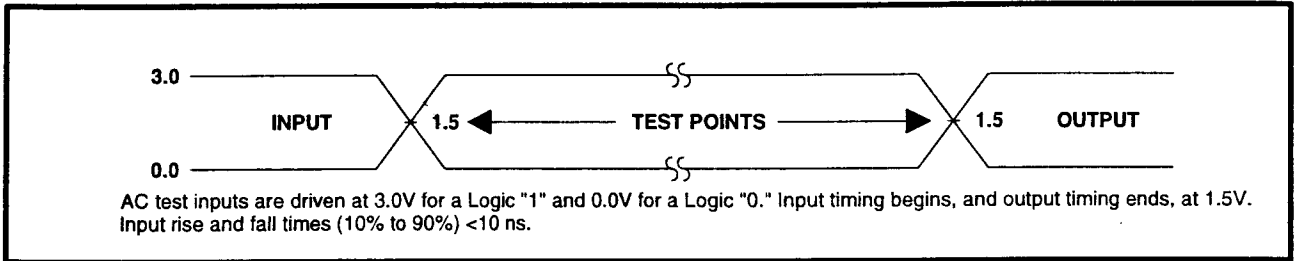 3.0
INPUT 1.5 TEST POINTS 1.5 OUTPUT
0.0
AC test inputs are driven at 3.0V for a Logic "1" and 0.0V for a Logic "0." Input timing begins, and output timing ends, at 1.5V.
Input rise and fall times (10% to 90%) <10 ns.